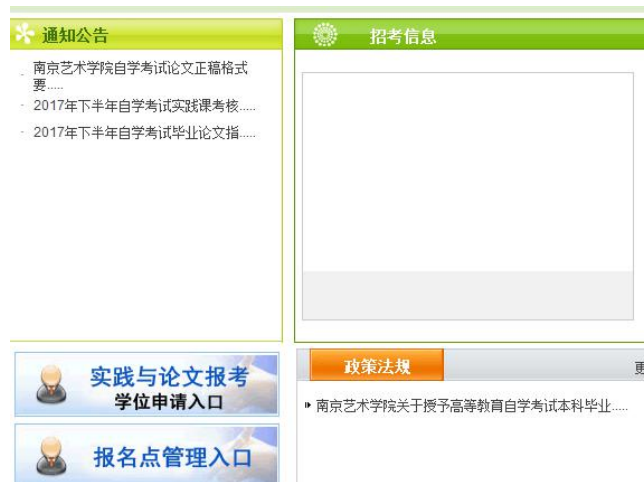 通知公告
南京艺术学院自学考试论文正稿格式
要.....
2017年下半年自学考试实践课考核.....
2017年下半年自学考试毕业论文指.....
招考信息
实践与论文报考
学位申请入口
报名点管理入口
政策法规
更
南京艺术学院关于授予高等教育自学考试本科毕业.....